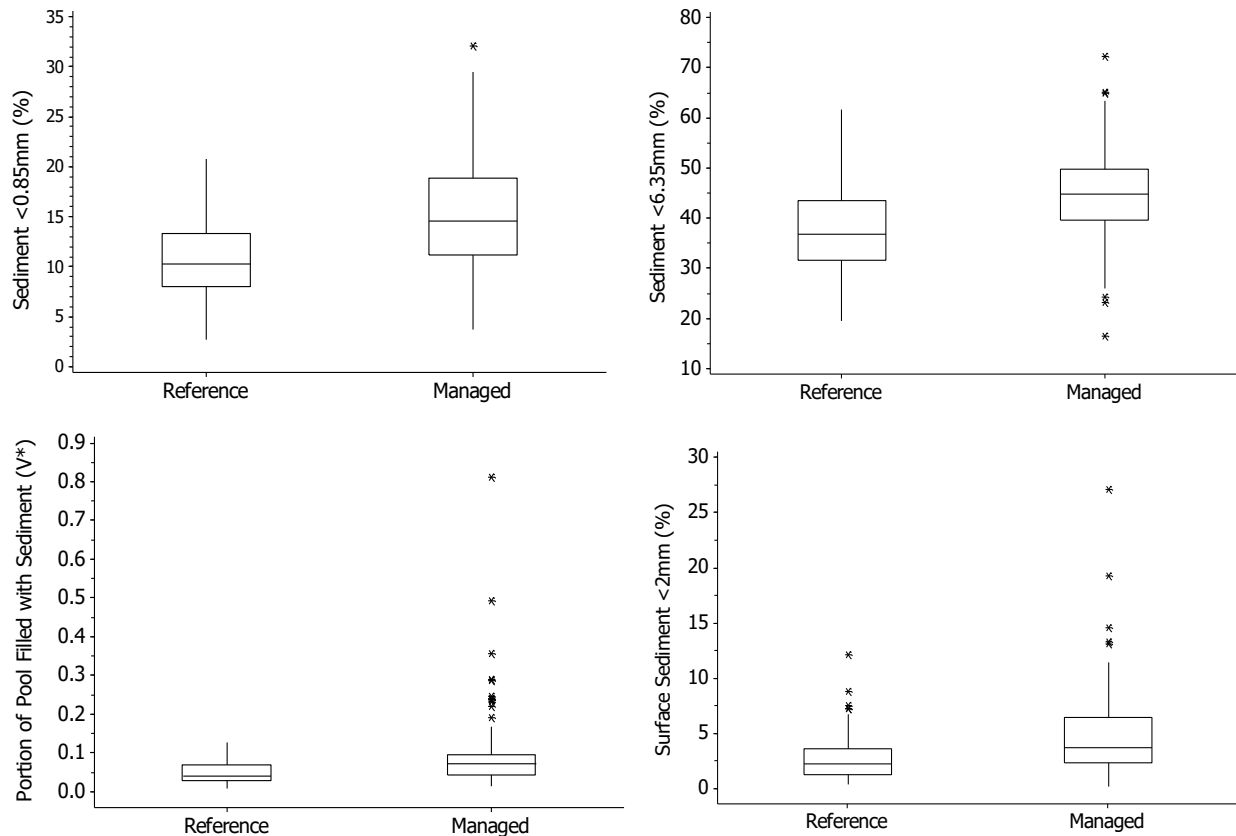 Sediment <0.85mm (%)
35
30
25
20
15
10
5
0
Reference
Managed
Sediment <6.35mm (%)
80
70
60
50
40
30
20
10
Reference
Managed
Portion of Pool Filled with Sediment (V*)
0.9
0.8
0.7
0.6
0.5
0.4
0.3
0.2
0.1
0.0
Reference
Managed
Surface Sediment <2mm (%)
30
25
20
15
10
5
0
Reference
Managed